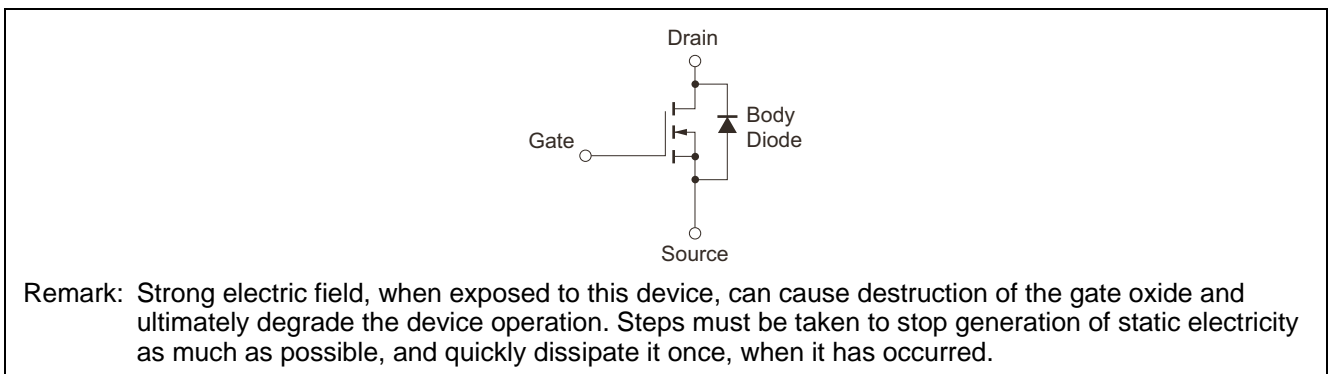 Drain
Body
Diode
Gate
Source
Remark: Strong electric field, when exposed to this device, can cause destruction of the gate oxide and
ultimately degrade the device operation. Steps must be taken to stop generation of static electricity
as much as possible, and quickly dissipate it once, when it has occurred.